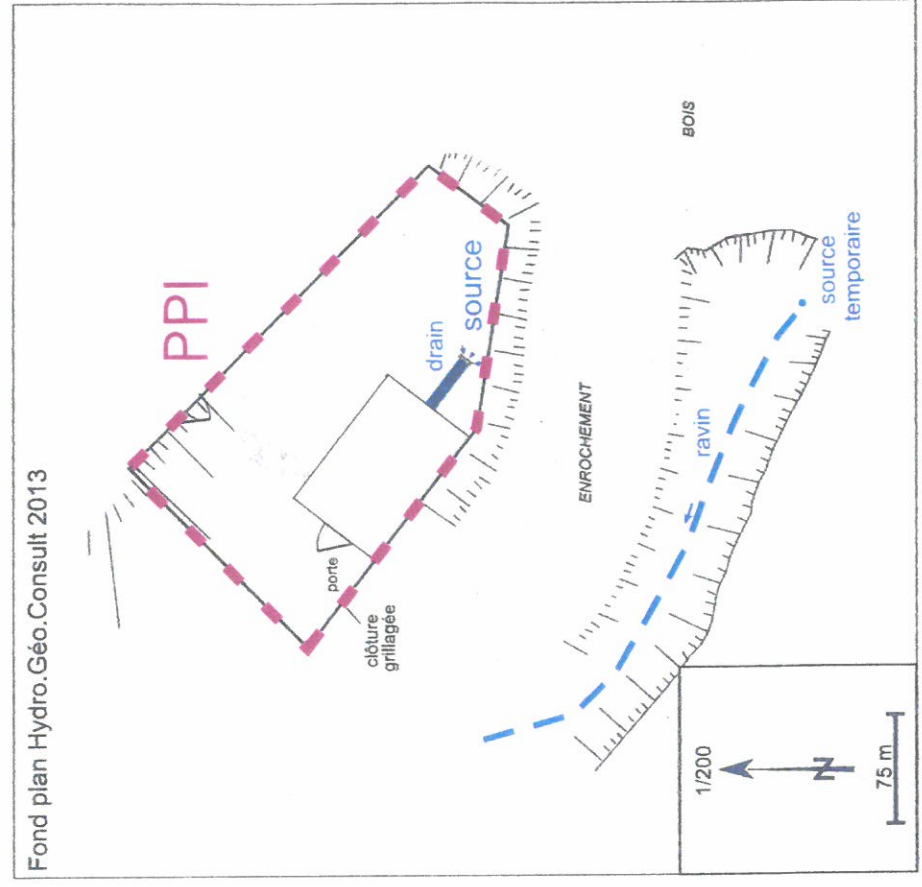 Fond plan Hydro.Géo.Consult 2013
PPI
drain
source
porte
clôture
grillagée
ENROCHEMENT
BOIS
ravin
source
temporaire
1/200
N
75 m